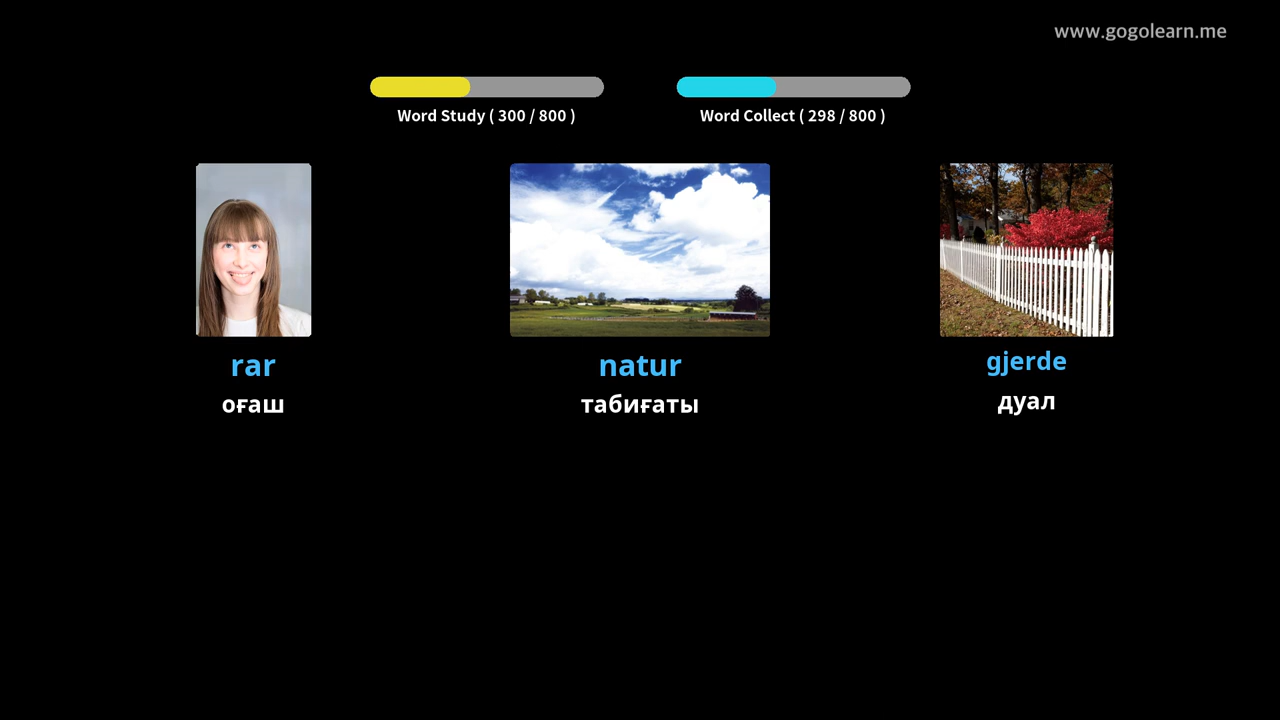 www.gogolearn.me
Word Study ( 300 / 800 )
Word Collect ( 298 / 800 )
rar
оғаш
natur
табиғаты
gjerde
дуал